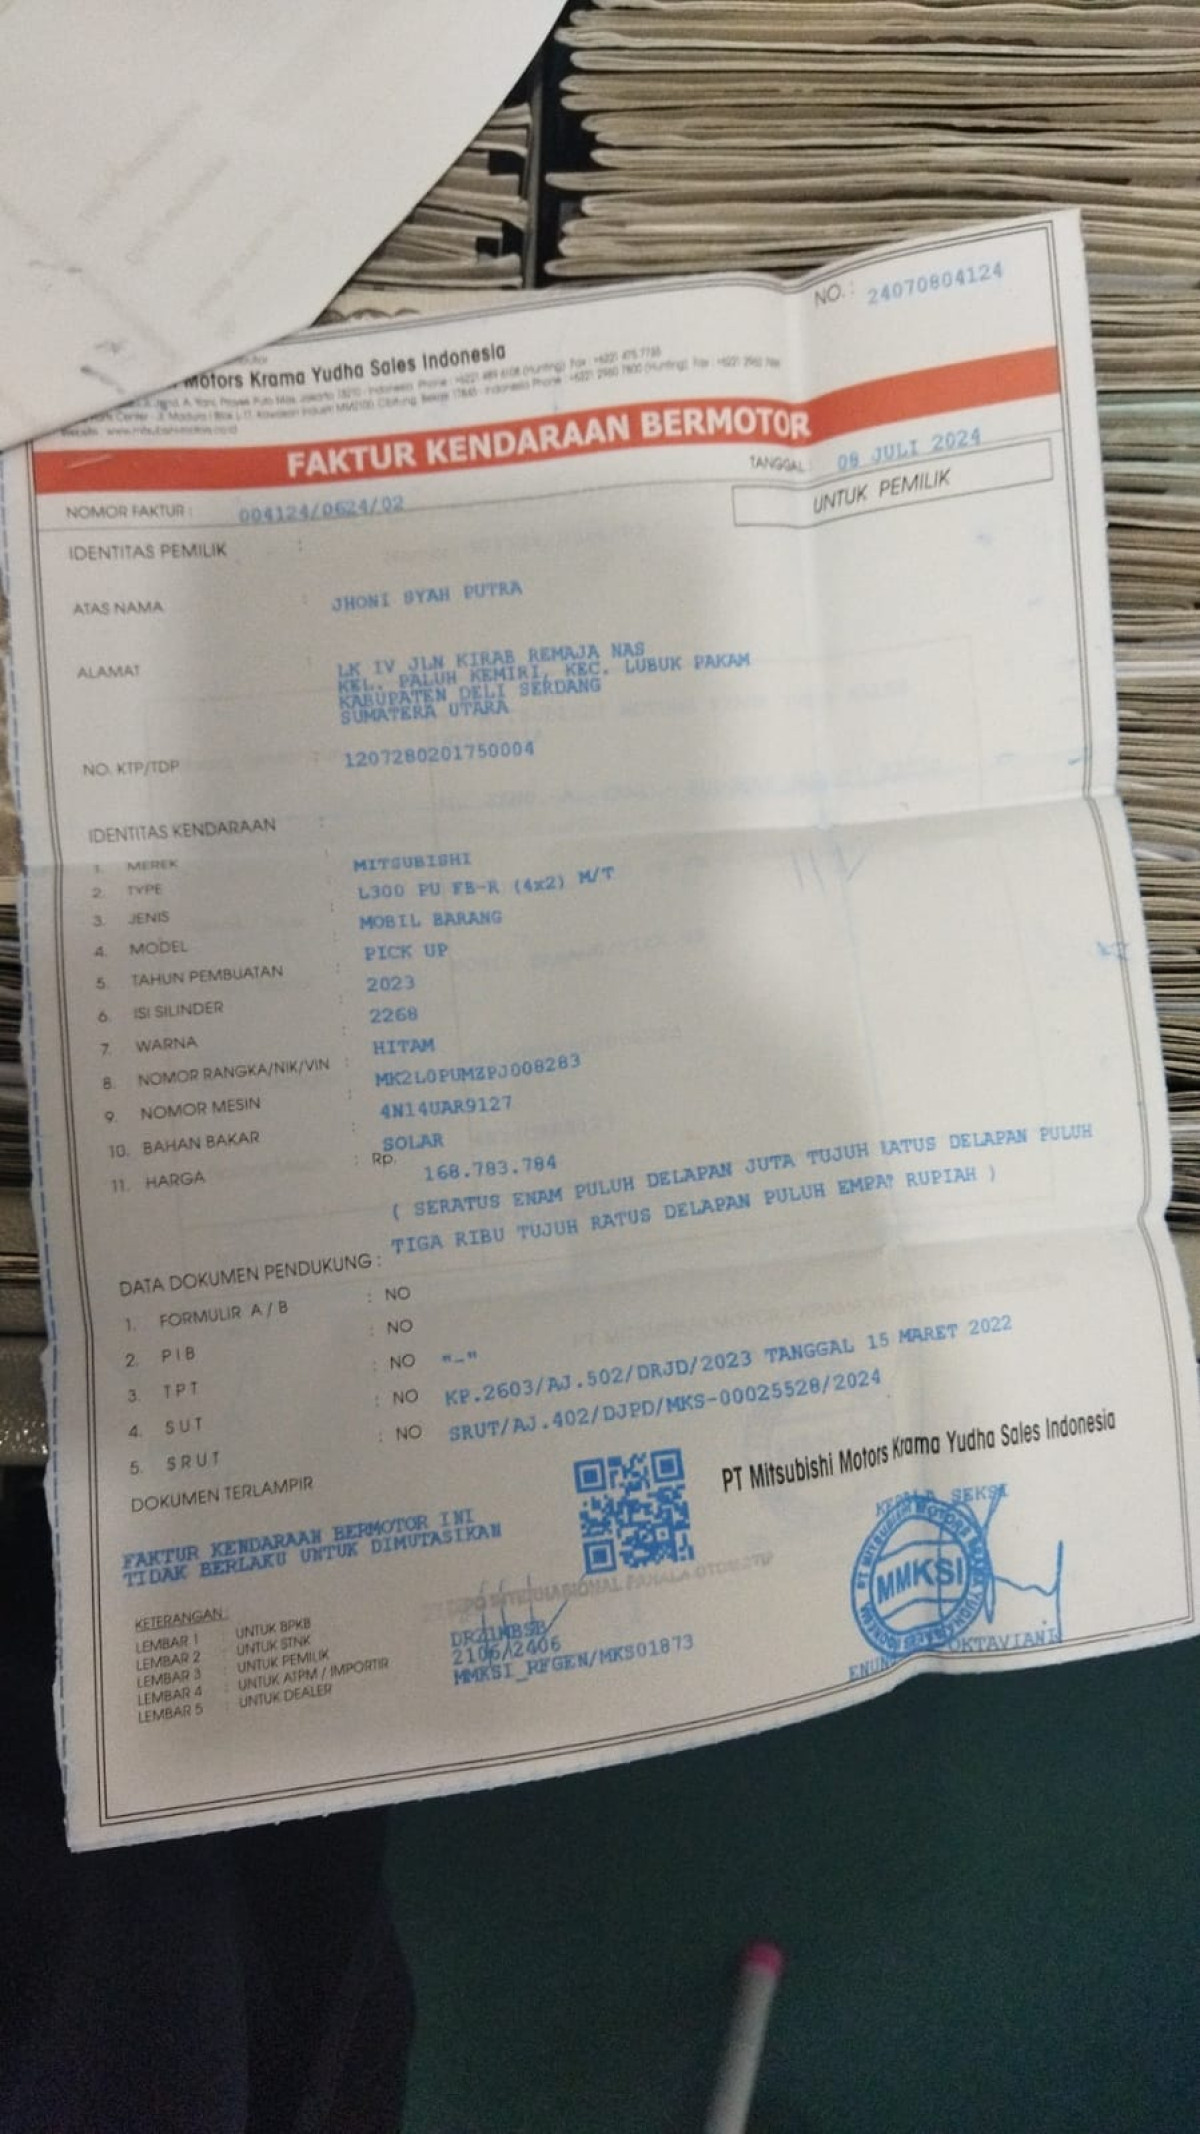 NO.: 24070804124
Motors Krama Yudha Sales Indonesia
FAKTUR KENDARAAN BERMOTOR
TANGGAL : 08 JULI 2024
NOMOR FAKTUR : 004124/0624/02
UNTUK PEMILIK
IDENTITAS PEMILIK :
ATAS NAMA : JHONI SYAH PUTRA
ALAMAT : LK IV JLN KIRAB REMAJA NAS
KEL. PALUH KEMIRI, KEC. LUBUK PAKAM
KABUPATEN DELI SERDANG
SUMATERA UTARA
NO. KTP/TDP : 1207280201750004
IDENTITAS KENDARAAN :
1. MEREK : MITSUBISHI
2. TYPE : L300 PU FB-R (4x2) M/T
3. JENIS : MOBIL BARANG
4. MODEL : PICK UP
5. TAHUN PEMBUATAN : 2023
6. ISI SILINDER : 2268
7. WARNA : HITAM
8. NOMOR RANGKA/NIK/VIN : MK2L0PUMZPJ008283
9. NOMOR MESIN : 4N14UAR9127
10. BAHAN BAKAR : SOLAR
11. HARGA : Rp. 168.783.784
( SERATUS ENAM PULUH DELAPAN JUTA TUJUH RATUS DELAPAN PULUH
TIGA RIBU TUJUH RATUS DELAPAN PULUH EMPAT RUPIAH )
DATA DOKUMEN PENDUKUNG :
1. FORMULIR A / B : NO
2. PIB : NO
3. TPT : NO "-"
4. SUT : NO KP.2603/AJ.502/DRJD/2023 TANGGAL 15 MARET 2022
5. SRUT : NO SRUT/AJ.402/DJPD/MKS-00025528/2024
DOKUMEN TERLAMPIR
PT Mitsubishi Motors Krama Yudha Sales Indonesia
FAKTUR KENDARAAN BERMOTOR INI
TIDAK BERLAKU UNTUK DIMUTASIKAN
KEPALA SEKSI
MMKSI
KETERANGAN :
LEMBAR 1 : UNTUK BPKB
LEMBAR 2 : UNTUK STNK
LEMBAR 3 : UNTUK PEMILIK
LEMBAR 4 : UNTUK ATPM / IMPORTIR
LEMBAR 5 : UNTUK DEALER
2106/2406
MMKSI_RFGEN/MKS01873
OKTAVIANI